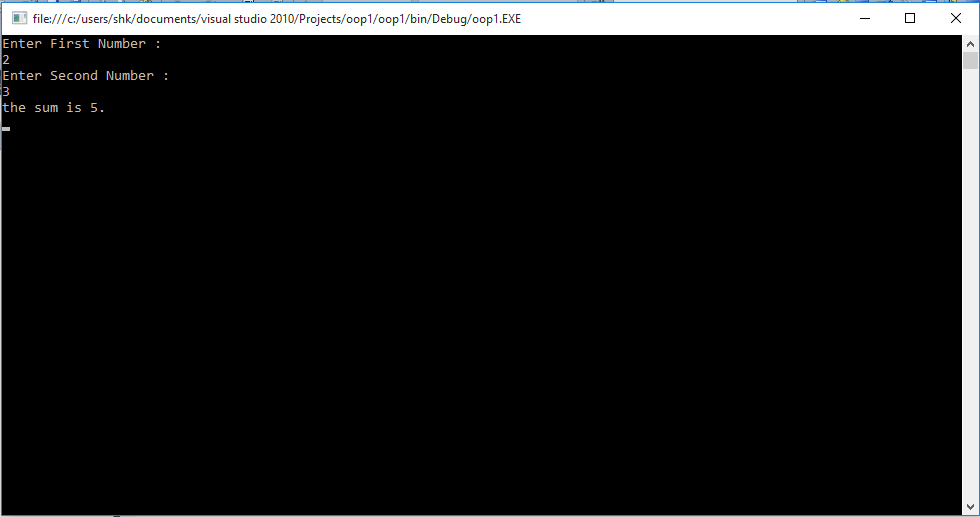 file:///c:/users/shk/documents/visual studio 2010/Projects/oop1/oop1/bin/Debug/oop1.EXE
Enter First Number :
2
Enter Second Number :
3
the sum is 5.